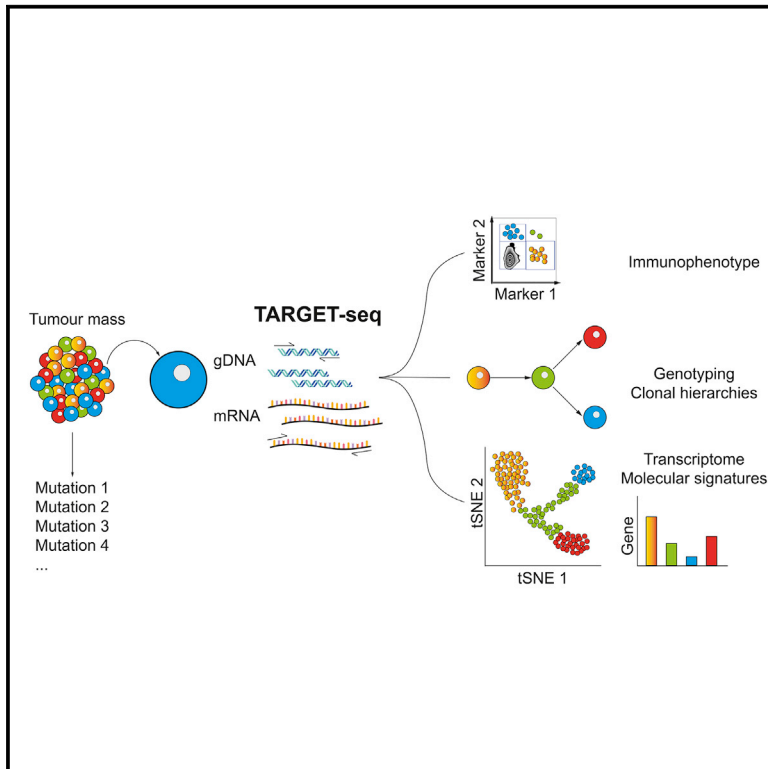 Tumour mass
Mutation 1
Mutation 2
Mutation 3
Mutation 4
...
TARGET-seq
gDNA
mRNA
Marker 2
Marker 1
Immunophenotype
Genotyping
Clonal hierarchies
tSNE 2
tSNE 1
Transcriptome
Molecular signatures
Gene